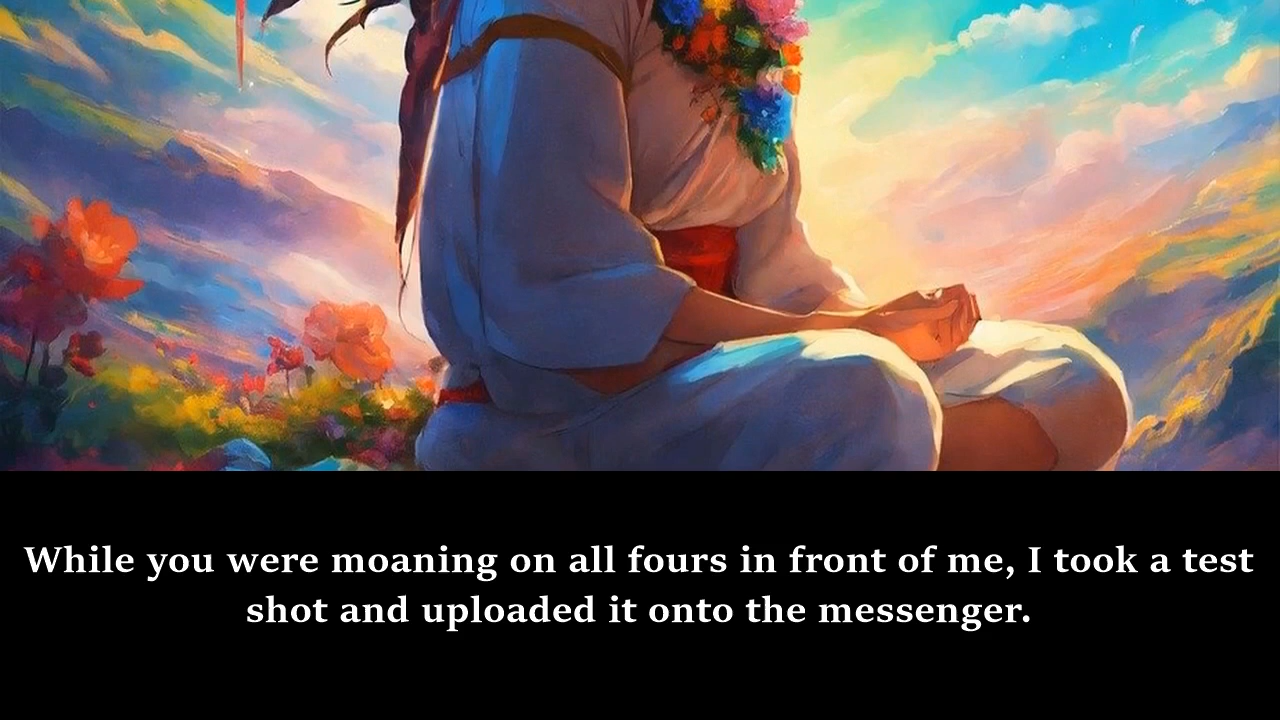 While you were moaning on all fours in front of me, I took a test
shot and uploaded it onto the messenger.